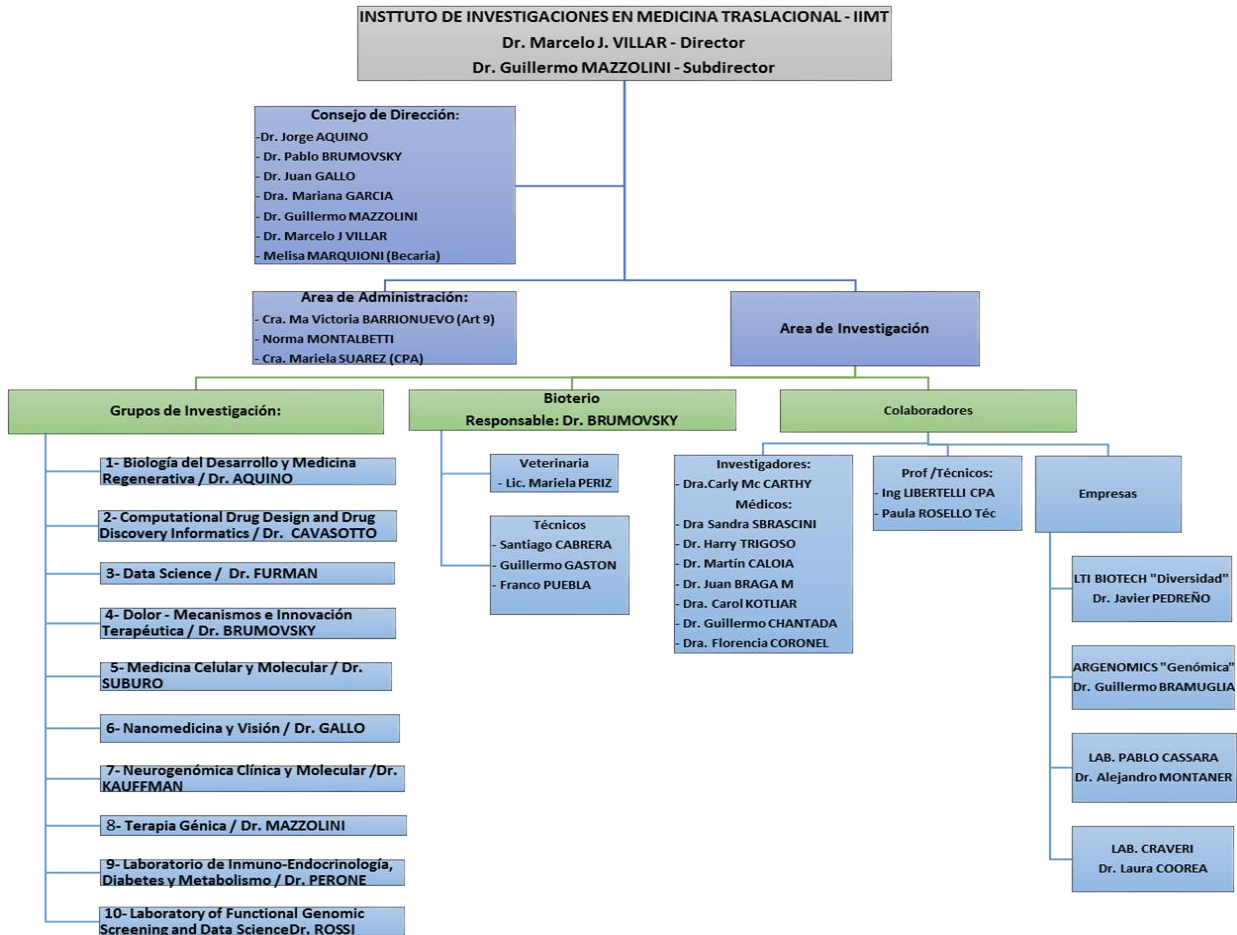 INSTTUTO DE INVESTIGACIONES EN MEDICINA TRASLACIONAL - IIMT
Dr. Marcelo J. VILLAR - Director
Dr. Guillermo MAZZOLINI - Subdirector
Consejo de Dirección:
-Dr. Jorge AQUINO
- Dr. Pablo BRUMOVSKY
- Dr. Juan GALLO
- Dra. Mariana GARCIA
- Dr. Guillermo MAZZOLINI
- Dr. Marcelo J VILLAR
- Melisa MARQUIONI (Becaria)
Area de Administración:
- Cra. Ma Victoria BARRIONUEVO (Art 9)
- Norma MONTALBETTI
- Cra. Mariela SUAREZ (CPA)
Area de Investigación
Grupos de Investigación:
1- Biología del Desarrollo y Medicina
Regenerativa / Dr. AQUINO
2- Computational Drug Design and Drug
Discovery Informatics / Dr. CAVASOTTO
3- Data Science / Dr. FURMAN
4- Dolor - Mecanismos e Innovación
Terapéutica / Dr. BRUMOVSKY
5- Medicina Celular y Molecular / Dr.
SUBURO
6- Nanomedicina y Visión / Dr. GALLO
7- Neurogenómica Clínica y Molecular /Dr.
KAUFFMAN
8- Terapia Génica / Dr. MAZZOLINI
9- Laboratorio de Inmuno-Endocrinología,
Diabetes y Metabolismo / Dr. PERONE
10- Laboratory of Functional Genomic
Screening and Data ScienceDr. ROSSI
Bioterio
Responsable: Dr. BRUMOVSKY
Veterinaria
- Lic. Mariela PERIZ
Técnicos
- Santiago CABRERA
- Guillermo GASTON
- Franco PUEBLA
Colaboradores
Investigadores:
- Dra.Carly Mc CARTHY
Médicos:
- Dra Sandra SBRASCINI
- Dr. Harry TRIGOSO
- Dr. Martín CALOIA
- Dr. Juan BRAGA M
- Dra. Carol KOTLIAR
- Dr. Guillermo CHANTADA
- Dra. Florencia CORONEL
Prof /Técnicos:
- Ing LIBERTELLI CPA
- Paula ROSELLO Téc
Empresas
LTI BIOTECH "Diversidad"
Dr. Javier PEDREÑO
ARGENOMICS "Genómica"
Dr. Guillermo BRAMUGLIA
LAB. PABLO CASSARA
Dr. Alejandro MONTANER
LAB. CRAVERI
Dr. Laura COOREA